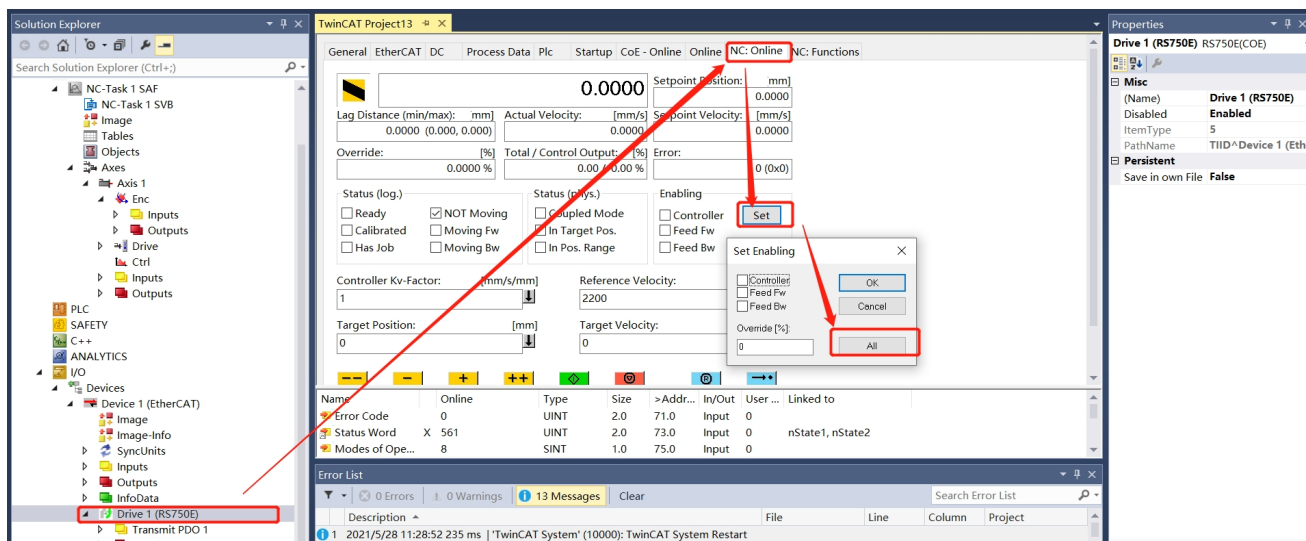 Solution Explorer
Search Solution Explorer (Ctrl+;)
NC-Task 1 SAF
NC-Task 1 SVB
Image
Tables
Objects
Axes
Axis 1
Enc
Inputs
Outputs
Drive
Ctrl
Inputs
Outputs
PLC
SAFETY
C++
ANALYTICS
I/O
Devices
Device 1 (EtherCAT)
Image
Image-Info
SyncUnits
Inputs
Outputs
InfoData
Drive 1 (RS750E)
Transmit PDO 1
TwinCAT Project13
General EtherCAT DC Process Data Plc Startup CoE - Online Online NC: Online NC: Functions
0.0000
Setpoint Position: mm]
0.0000
Lag Distance (min/max): mm] Actual Velocity: [mm/s] Setpoint Velocity: [mm/s]
0.0000 (0.000, 0.000) 0.0000 0.0000
Override: [%] Total / Control Output: [%] Error:
0.0000 % 0.00 / 0.00 % 0 (0x0)
Status (log.) Status (phys.) Enabling
Ready NOT Moving Coupled Mode Controller Set
Calibrated Moving Fw In Target Pos. Feed Fw
Has Job Moving Bw In Pos. Range Feed Bw
Controller Kv-Factor: [mm/s/mm] Reference Velocity:
1 2200
Target Position: [mm] Target Velocity:
0 0
-- - + ++ R
Set Enabling
Controller OK
Feed Fw
Feed Bw Cancel
Override [%]:
0 All
Name Online Type Size >Addr... In/Out User ... Linked to
Error Code 0 UINT 2.0 71.0 Input 0
Status Word X 561 UINT 2.0 73.0 Input 0 nState1, nState2
Modes of Ope... 8 SINT 1.0 75.0 Input 0
Error List
0 Errors 0 Warnings 13 Messages Clear Search Error List
Description File Line Column Project
1 2021/5/28 11:28:52 235 ms | 'TwinCAT System' (10000): TwinCAT System Restart
Properties
Drive 1 (RS750E) RS750E(COE)
Misc
(Name) Drive 1 (RS750E)
Disabled Enabled
ItemType 5
PathName TIID^Device 1 (Eth
Persistent
Save in own File False